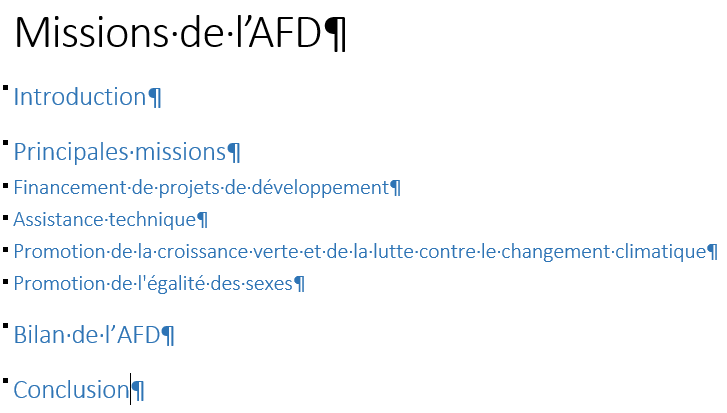 Missions de l’AFD¶
Introduction¶
Principales missions¶
Financement de projets de développement¶
Assistance technique¶
Promotion de la croissance verte et de la lutte contre le changement climatique¶
Promotion de l'égalité des sexes¶
Bilan de l’AFD¶
Conclusion¶